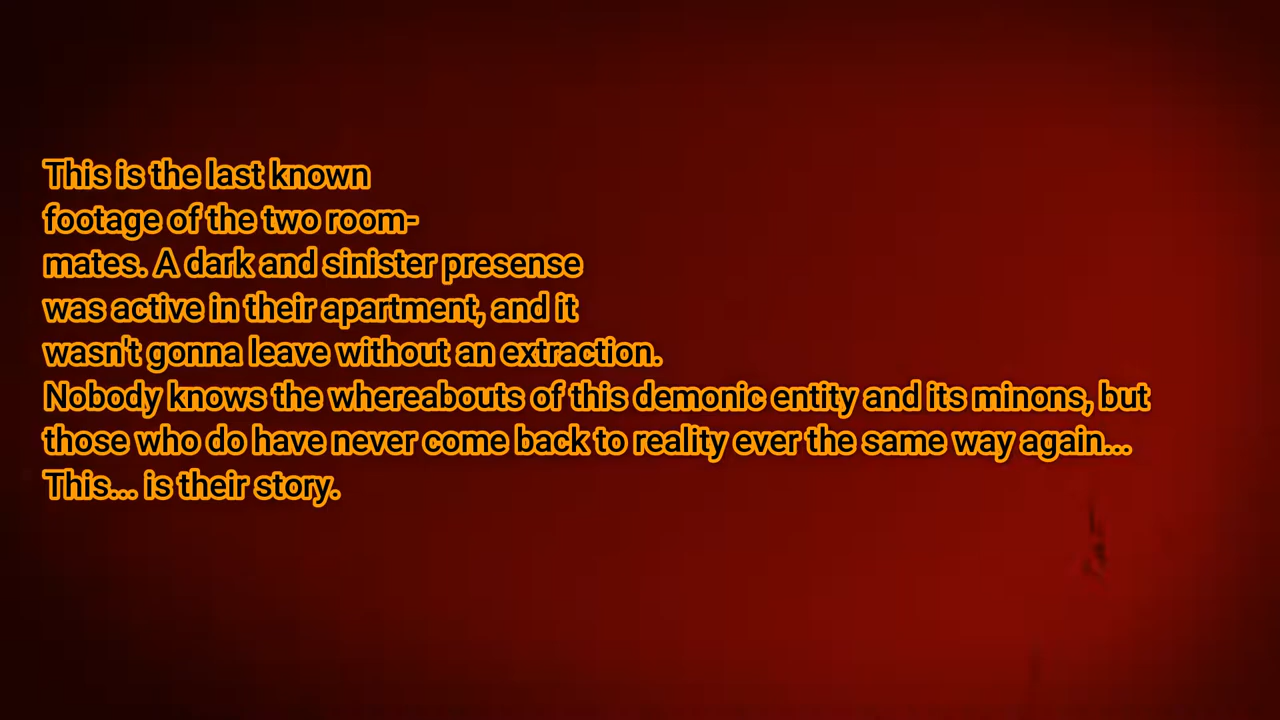 This is the last known
footage of the two room-
mates. A dark and sinister presense
was active in their apartment, and it
wasn't gonna leave without an extraction.
Nobody knows the whereabouts of this demonic entity and its minons, but
those who do have never come back to reality ever the same way again...
This... is their story.